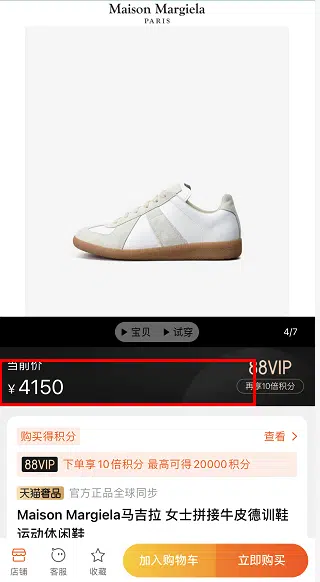 Maison Margiela
PARIS
宝贝 试穿
4/7
当前价
88VIP
¥4150
再享10倍积分
购买得积分
查看
88VIP 下单享10倍积分 最高可得20000积分
天猫奢品 官方正品全球同步
Maison Margiela马吉拉 女士拼接牛皮德训鞋
运动休闲鞋
店铺
客服
收藏
加入购物车
立即购买